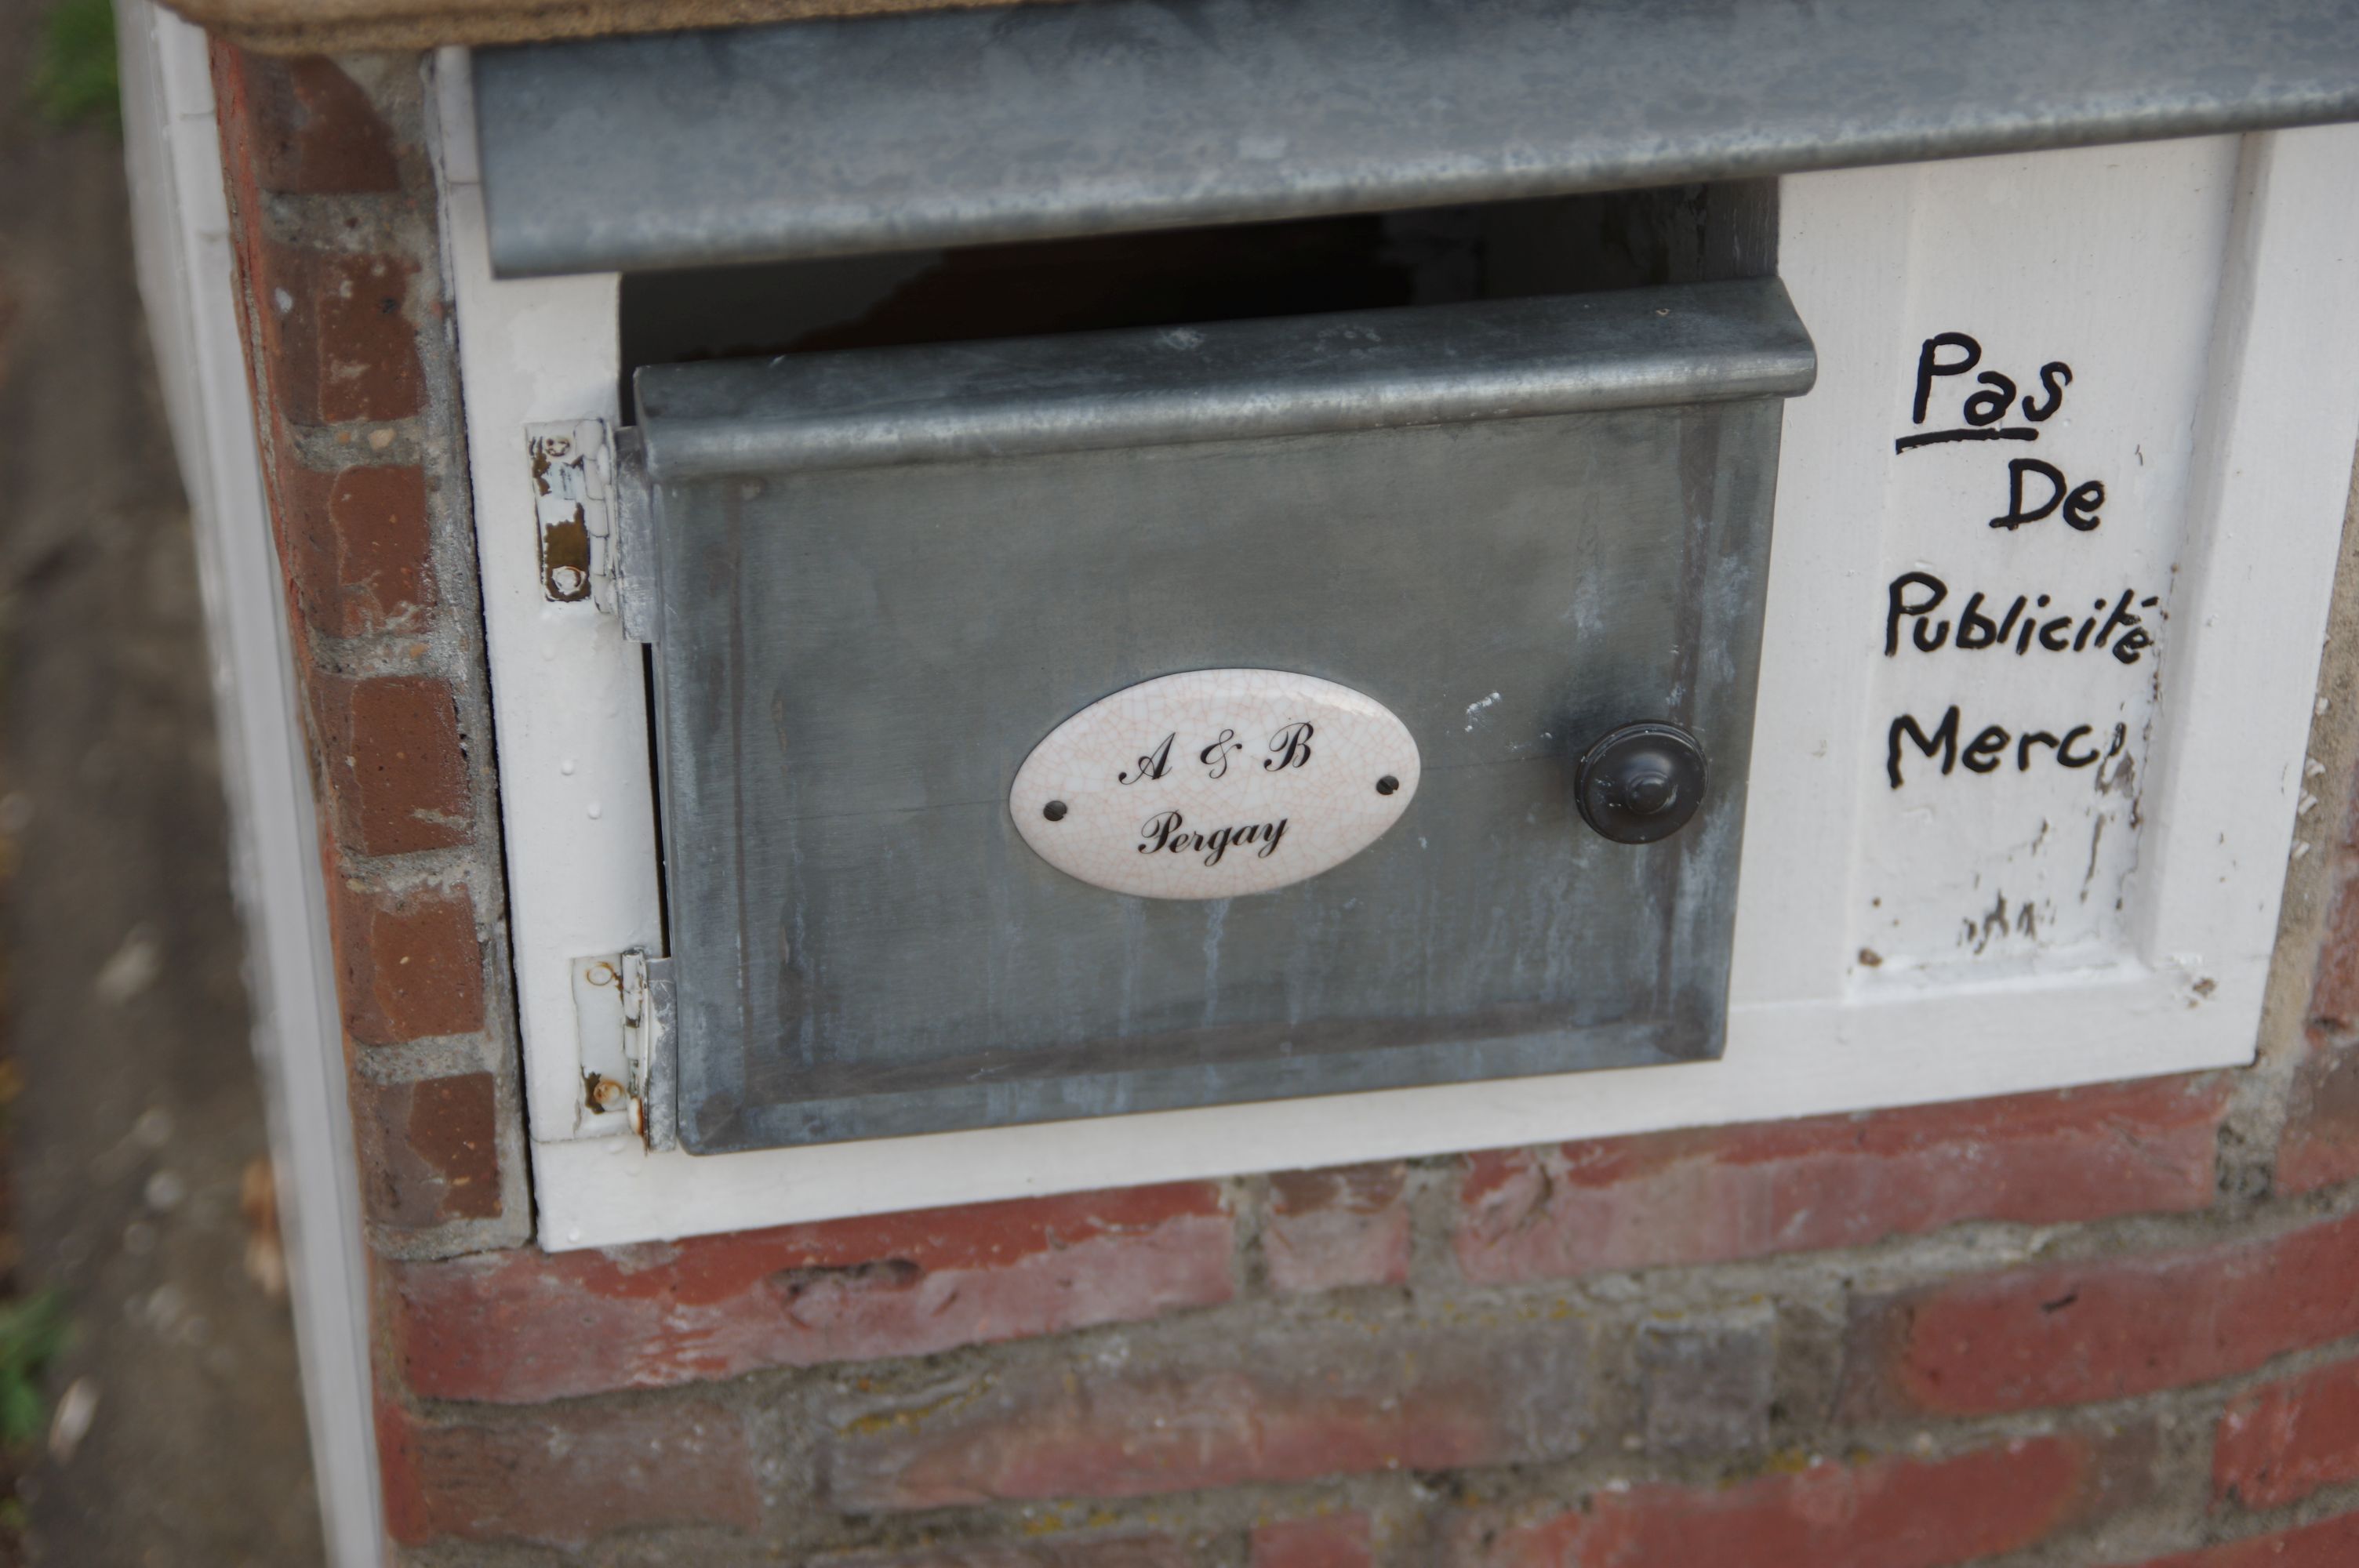 A & B
Pergay
Pas
De
Publicité
Merci